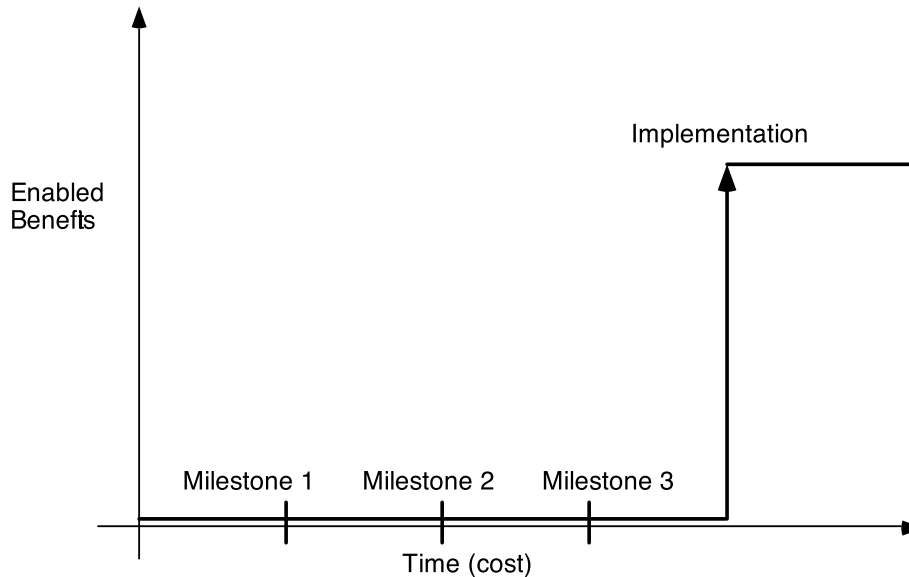 Implementation
Enabled
Benefits
Milestone 1
Milestone 2
Milestone 3
Time (cost)